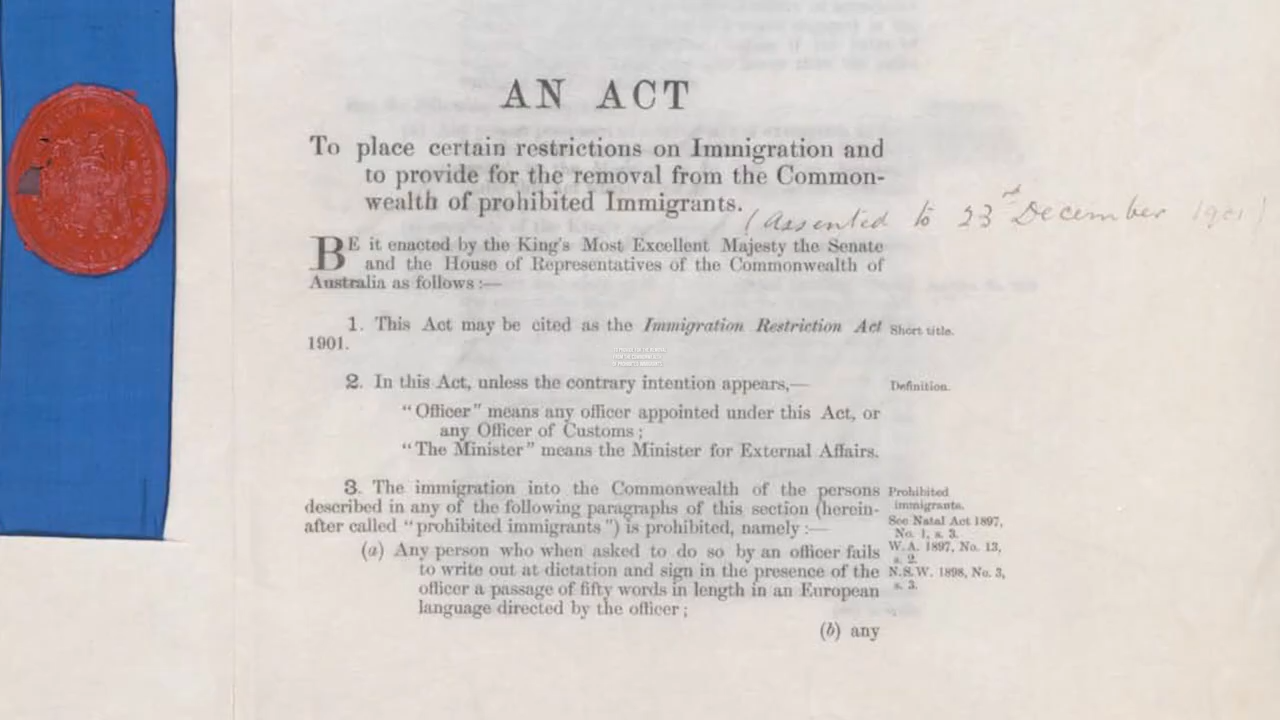 AN ACT
To place certain restrictions on Immigration and
to provide for the removal from the Common-
wealth of prohibited Immigrants.
(Assented to 23rd December 1901)
BE it enacted by the King's Most Excellent Majesty the Senate
and the House of Representatives of the Commonwealth of
Australia as follows :—
1. This Act may be cited as the Immigration Restriction Act
1901.
Short title.
2. In this Act, unless the contrary intention appears,—
Definition.
“Officer” means any officer appointed under this Act, or
any Officer of Customs ;
“The Minister” means the Minister for External Affairs.
3. The immigration into the Commonwealth of the persons
described in any of the following paragraphs of this section (herein-
after called “prohibited immigrants”) is prohibited, namely :—
Prohibited
immigrants.
See Natal Act 1897,
No. 1, s. 3.
W.A. 1897, No. 13,
s. 2.
N.S.W. 1898, No. 3,
s. 3.
(a) Any person who when asked to do so by an officer fails
to write out at dictation and sign in the presence of the
officer a passage of fifty words in length in an European
language directed by the officer ;
(b) any